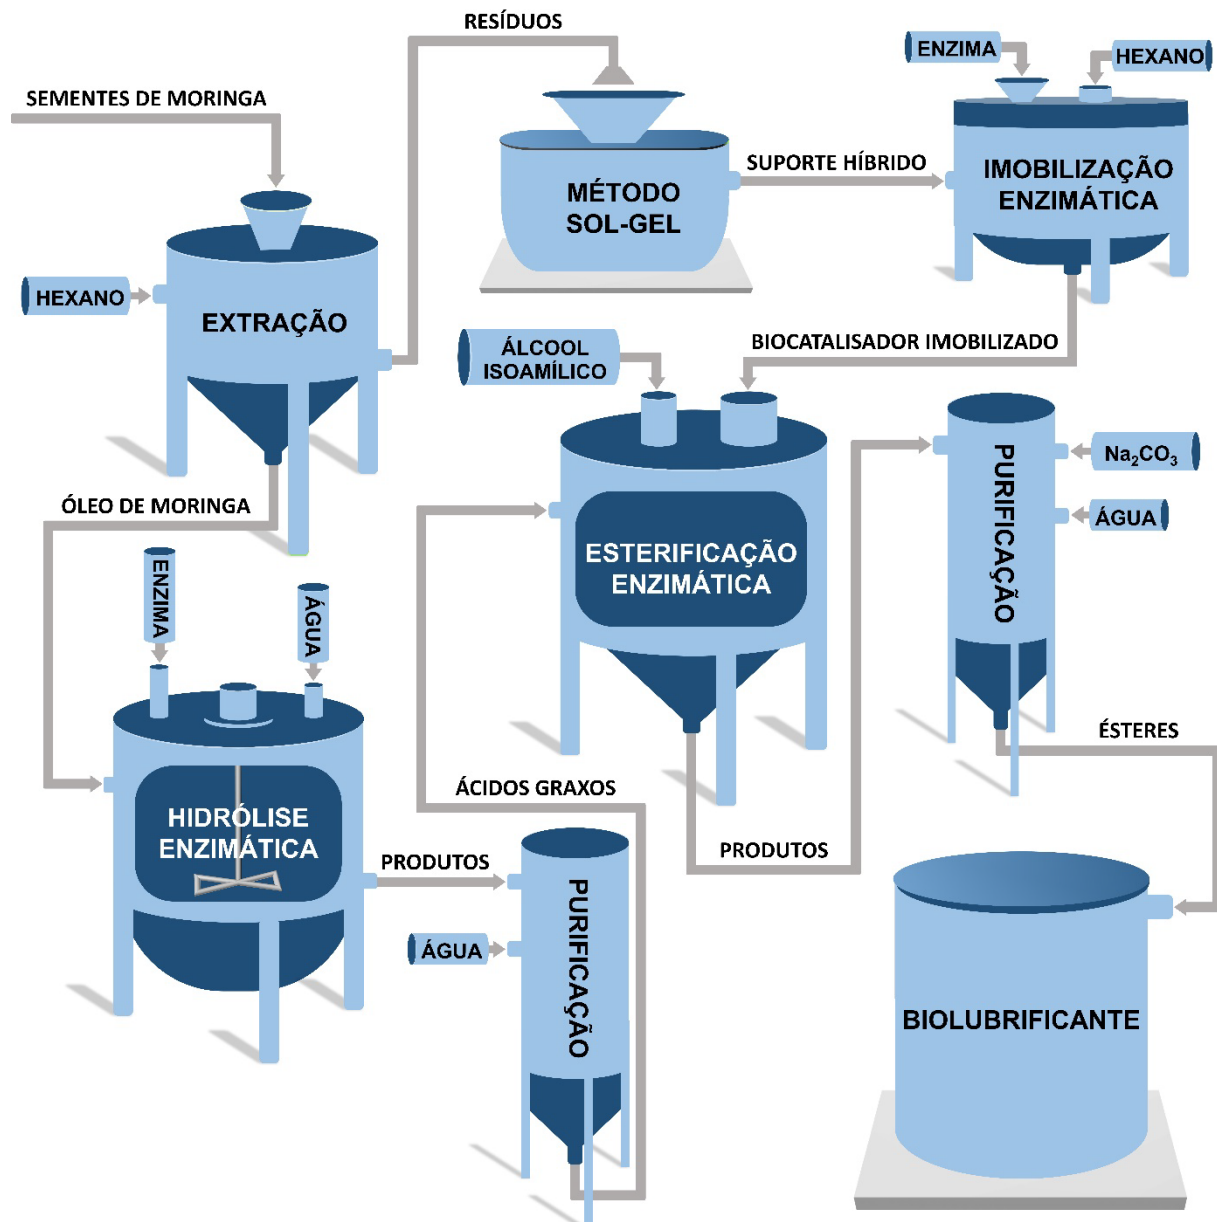 RESÍDUOS
ENZIMA
HEXANO
SEMENTES DE MORINGA
MÉTODO
SOL-GEL
SUPORTE HÍBRIDO
IMOBILIZAÇÃO
ENZIMÁTICA
HEXANO
EXTRAÇÃO
ÁLCOOL
ISOAMÍLICO
BIOCATALISADOR IMOBILIZADO
ÓLEO DE MORINGA
ESTERIFICAÇÃO
ENZIMÁTICA
PURIFICAÇÃO
Na₂CO₃
ÁGUA
ENZIMA
ÁGUA
HIDRÓLISE
ENZIMÁTICA
ÁCIDOS GRAXOS
PRODUTOS
PRODUTOS
ÉSTERES
ÁGUA
PURIFICAÇÃO
BIOLUBRIFICANTE